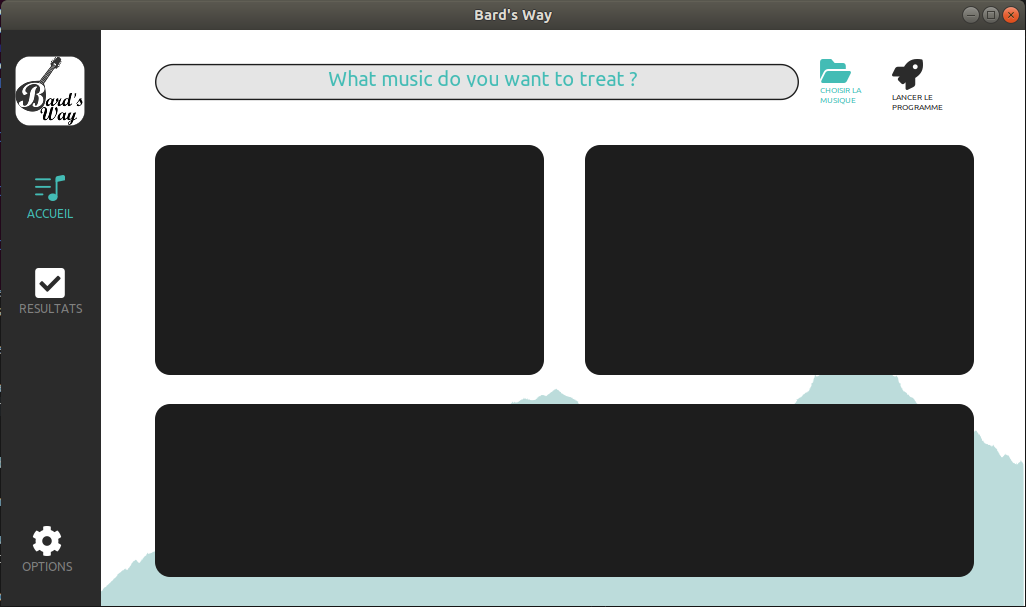 Bard's Way
Bard's
Way
What music do you want to treat ?
CHOISIR LA
MUSIQUE
LANCER LE
PROGRAMME
ACCUEIL
RESULTATS
OPTIONS